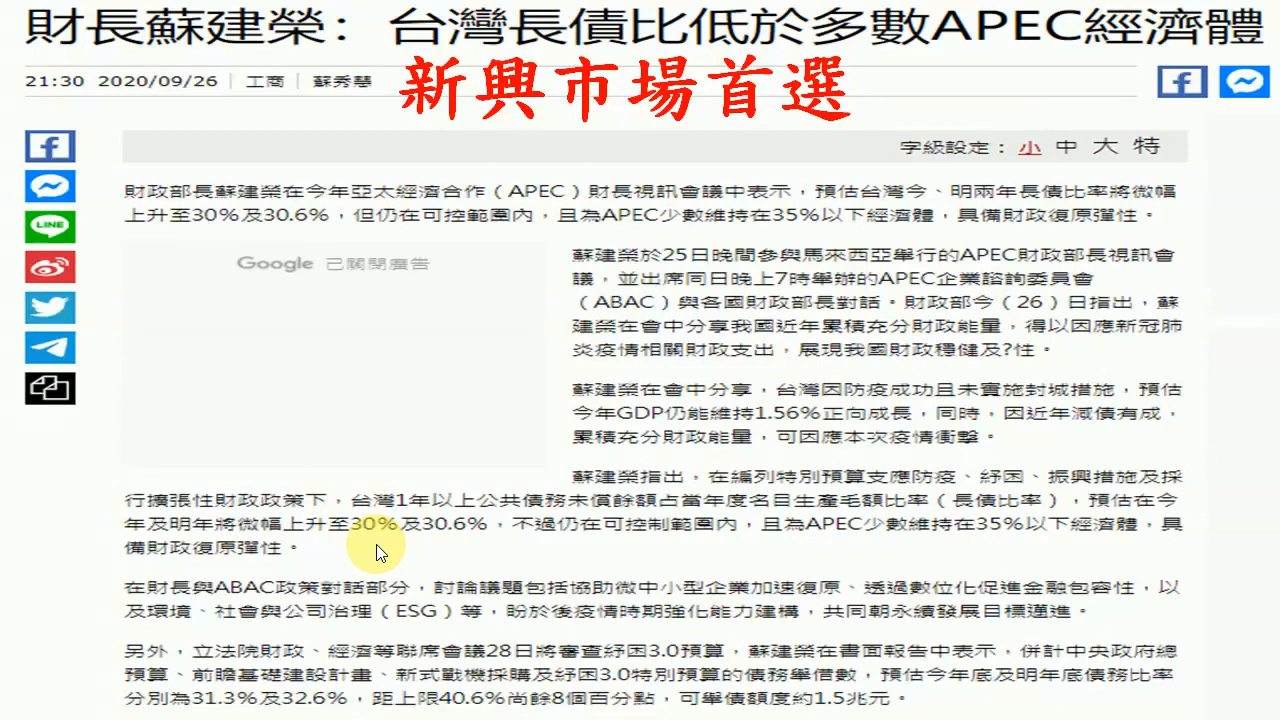 財長蘇建榮： 台灣長債比低於多數APEC經濟體
21:30 2020/09/26 | 工商 | 蘇秀慧
新興市場首選
字級設定： 小 中 大 特
財政部長蘇建榮在今年亞太經濟合作（APEC）財長視訊會議中表示，預估台灣今、明兩年長債比率將微幅
上升至30%及30.6%，但仍在可控範圍內，且為APEC少數維持在35%以下經濟體，具備財政復原彈性。
Google 已關閉廣告
蘇建榮於25日晚間參與馬來西亞舉行的APEC財政部長視訊會
議，並出席同日晚上7時舉辦的APEC企業諮詢委員會
（ABAC）與各國財政部長對話。財政部今（26）日指出，蘇
建榮在會中分享我國近年累積充分財政能量，得以因應新冠肺
炎疫情相關財政支出，展現我國財政穩健及?性。
蘇建榮在會中分享，台灣因防疫成功且未實施封城措施，預估
今年GDP仍能維持1.56%正向成長，同時，因近年減債有成，
累積充分財政能量，可因應本次疫情衝擊。
蘇建榮指出，在編列特別預算支應防疫、紓困、振興措施及採
行擴張性財政政策下，台灣1年以上公共債務未償餘額占當年度名目生產毛額比率（長債比率），預估在今
年及明年將微幅上升至30%及30.6%，不過仍在可控制範圍內，且為APEC少數維持在35%以下經濟體，具
備財政復原彈性。
在財長與ABAC政策對話部分，討論議題包括協助微中小型企業加速復原、透過數位化促進金融包容性，以
及環境、社會與公司治理（ESG）等，盼於後疫情時期強化能力建構，共同朝永續發展目標邁進。
另外，立法院財政、經濟等聯席會議28日將審查紓困3.0預算，蘇建榮在書面報告中表示，併計中央政府總
預算、前瞻基礎建設計畫、新式戰機採購及紓困3.0特別預算的債務舉借數，預估今年底及明年底債務比率
分別為31.3%及32.6%，距上限40.6%尚餘8個百分點，可舉債額度約1.5兆元。
LINE